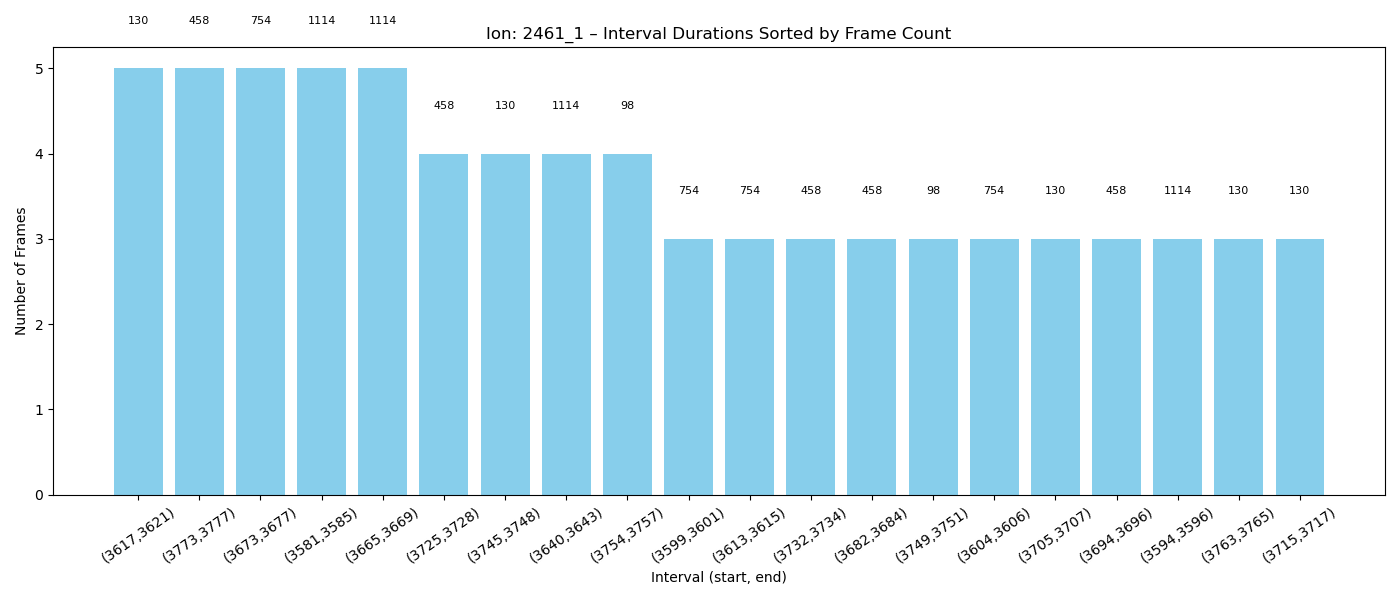 130 458 754 1114 1114
Ion: 2461_1 – Interval Durations Sorted by Frame Count
458 130 1114 98
754 754 458 458 98 754 130 458 1114 130 130
Number of Frames
5
4
3
2
1
0
(3617,3621) (3773,3777) (3673,3677) (3581,3585) (3665,3669) (3725,3728) (3745,3748) (3640,3643) (3754,3757) (3599,3601) (3613,3615) (3732,3734) (3682,3684) (3749,3751) (3604,3606) (3705,3707) (3694,3696) (3594,3596) (3763,3765) (3715,3717)
Interval (start, end)